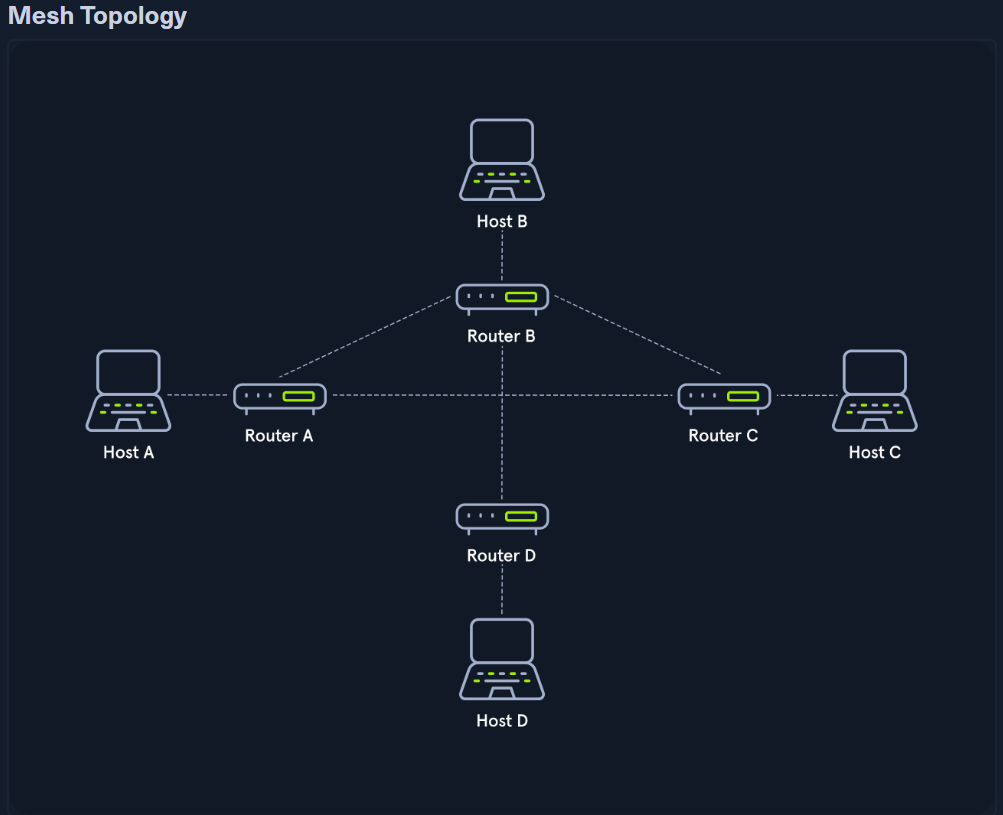 Mesh Topology
Host B
Router B
Host A
Router A
Router C
Host C
Router D
Host D